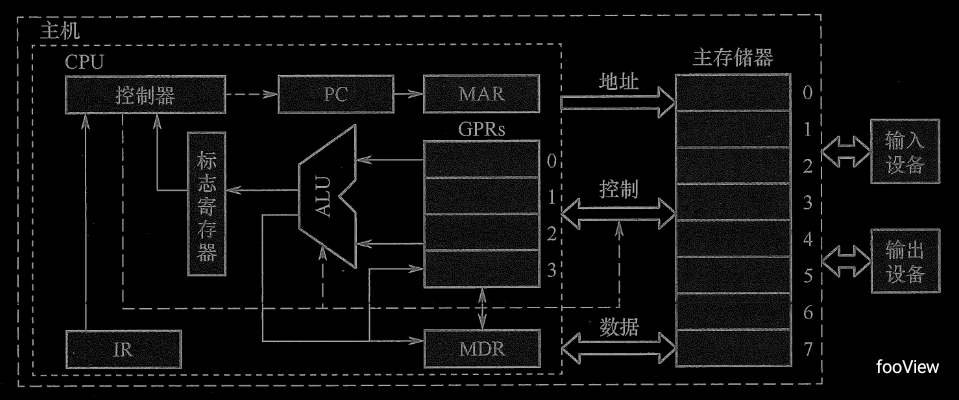 主机
CPU
控制器
PC
MAR
主存储器
地址
GPRs
标志寄存器
ALU
0
1
2
3
控制
IR
MDR
数据
0
1
2
3
4
5
6
7
输入
设备
输出
设备
fooView